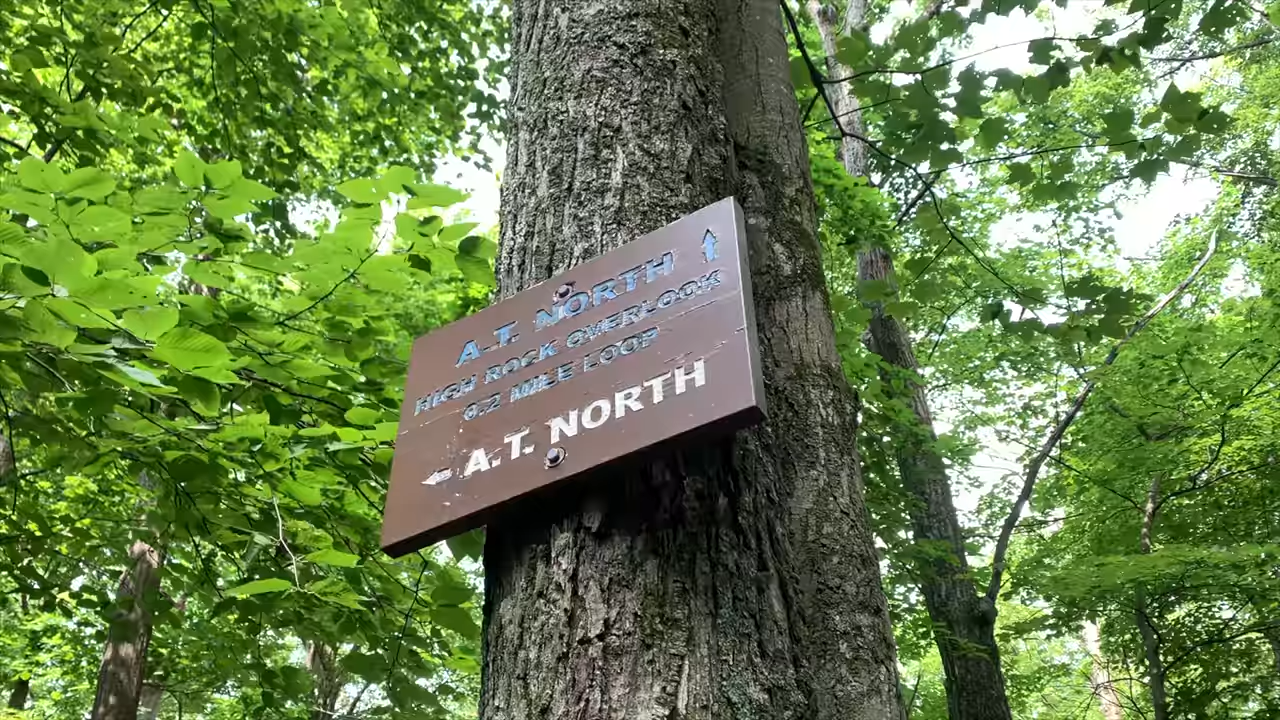 A.T. NORTH ↑
HIGH ROCK OVERLOOK
0.2 MILE LOOP
← A.T. NORTH